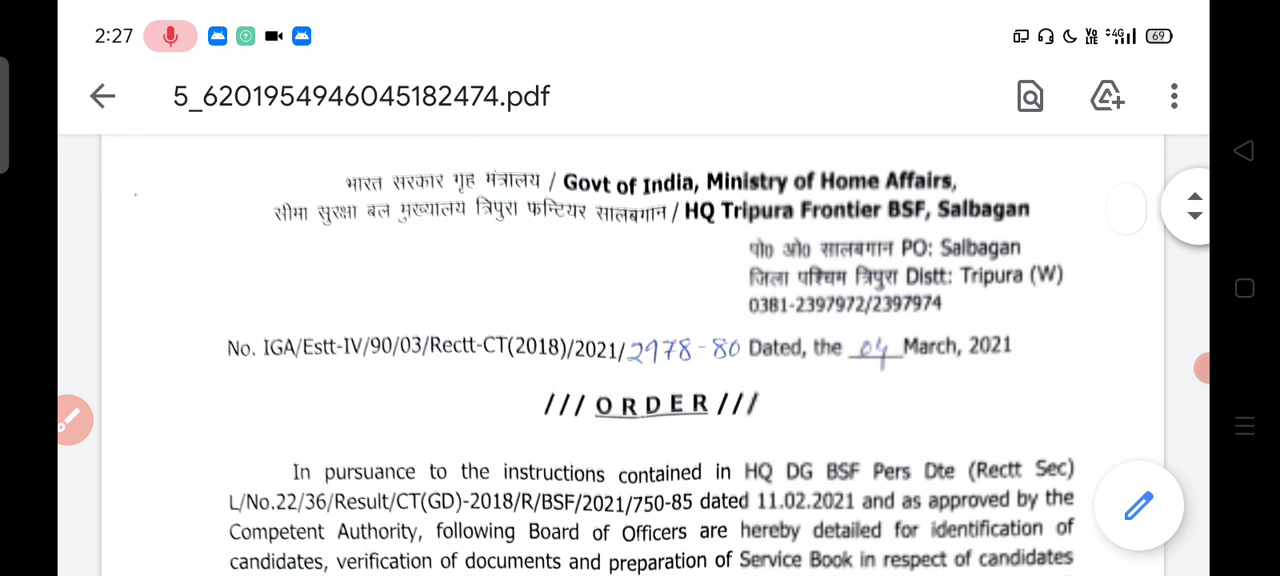 2:27
VO LTE 4G 69
5_6201954946045182474.pdf
भारत सरकार गृह मंत्रालय / Govt of India, Ministry of Home Affairs,
सीमा सुरक्षा बल मुख्यालय त्रिपुरा फन्टियर सालबगान / HQ Tripura Frontier BSF, Salbagan
पो० ओ० सालबगान PO: Salbagan
जिला पश्चिम त्रिपुरा Distt: Tripura (W)
0381-2397972/2397974
No. IGA/Estt-IV/90/03/Rectt-CT(2018)/2021/2978-80 Dated, the 04 March, 2021
/// ORDER ///
In pursuance to the instructions contained in HQ DG BSF Pers Dte (Rectt Sec)
L/No.22/36/Result/CT(GD)-2018/R/BSF/2021/750-85 dated 11.02.2021 and as approved by the
Competent Authority, following Board of Officers are hereby detailed for identification of
candidates, verification of documents and preparation of Service Book in respect of candidates